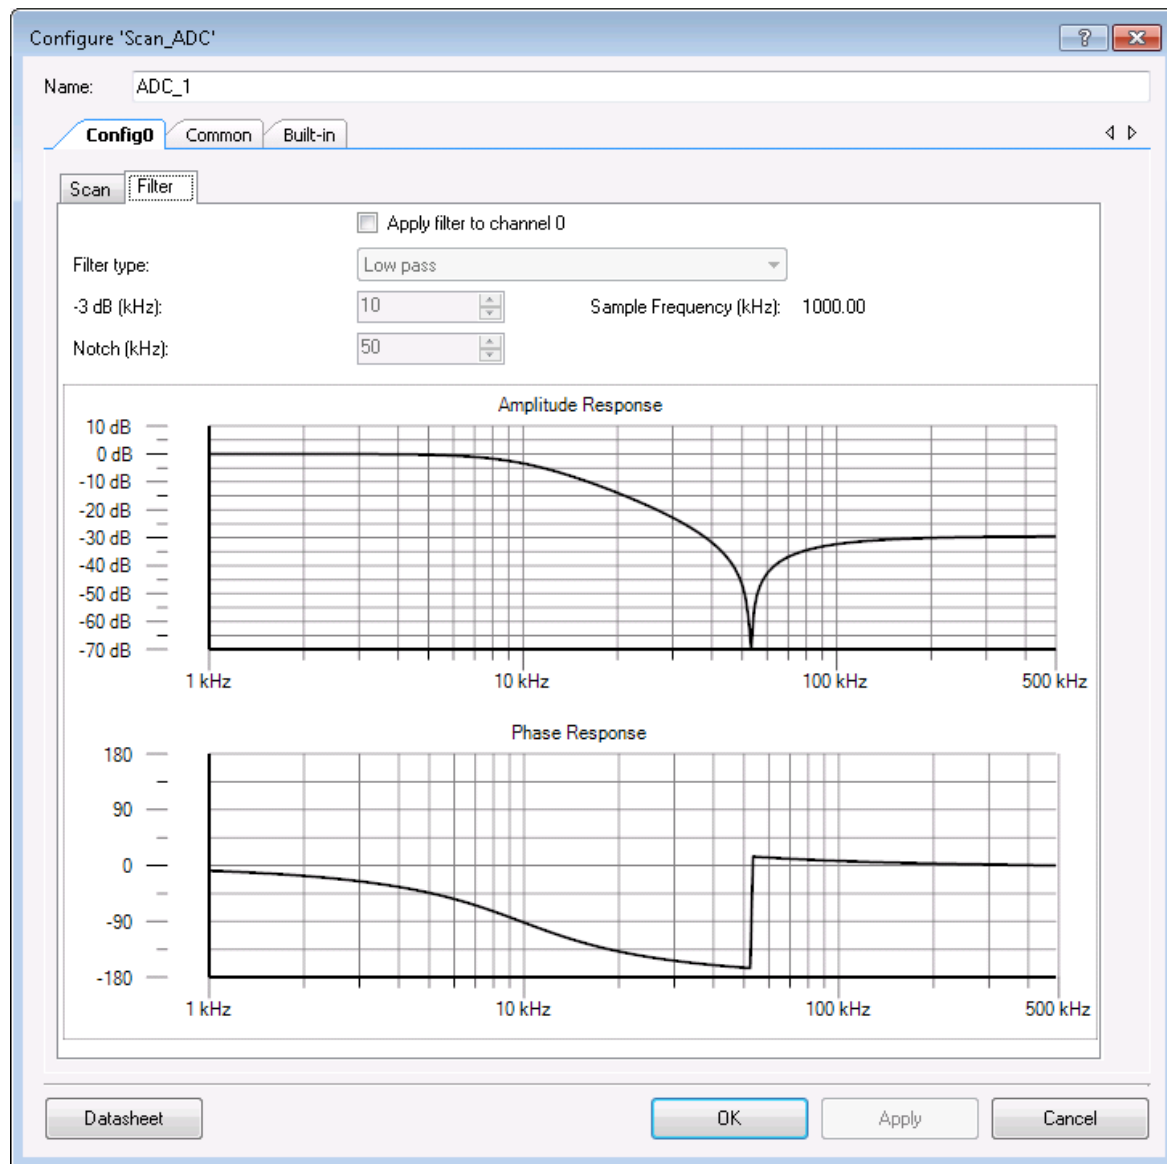 Configure 'Scan_ADC'
Name: ADC_1
Config0 Common Built-in
Scan Filter
Apply filter to channel 0
Filter type: Low pass
-3 dB (kHz): 10 Sample Frequency (kHz): 1000.00
Notch (kHz): 50
Amplitude Response
10 dB
0 dB
-10 dB
-20 dB
-30 dB
-40 dB
-50 dB
-60 dB
-70 dB
1 kHz 10 kHz 100 kHz 500 kHz
Phase Response
180
90
0
-90
-180
1 kHz 10 kHz 100 kHz 500 kHz
Datasheet OK Apply Cancel